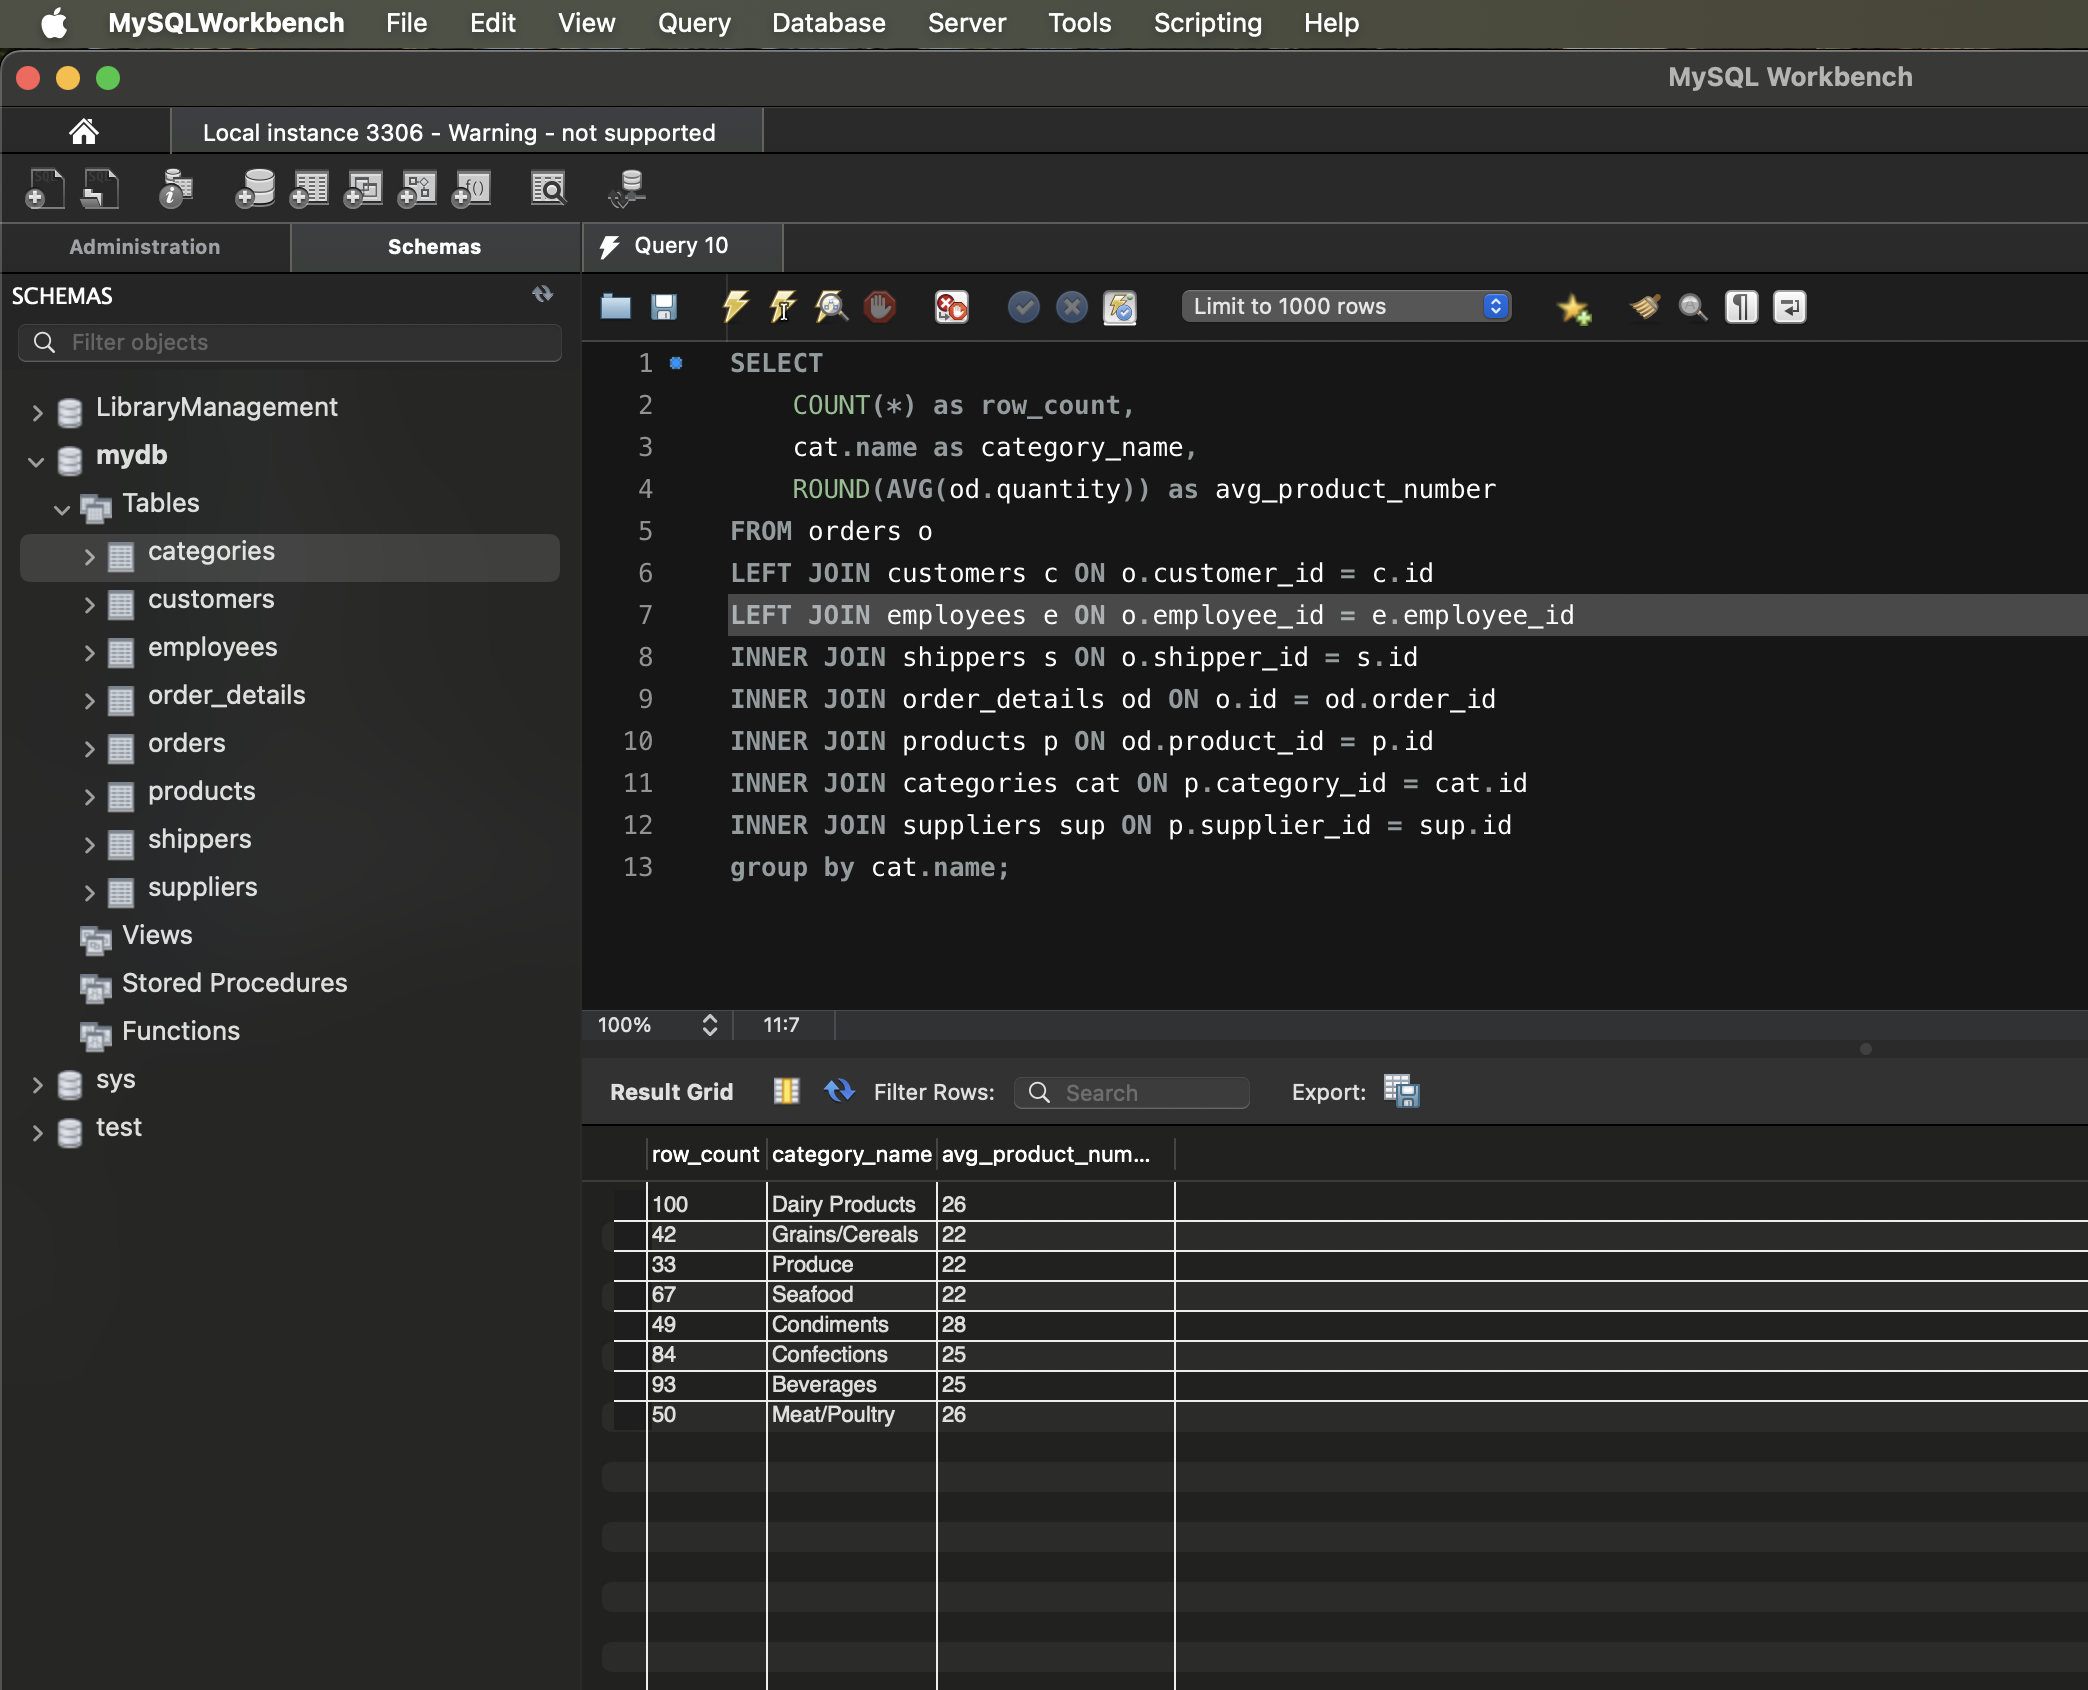 MySQLWorkbench File Edit View Query Database Server Tools Scripting Help
MySQL Workbench
Local instance 3306 - Warning - not supported
Administration Schemas Query 10
SCHEMAS
Filter objects
Limit to 1000 rows
LibraryManagement
mydb
Tables
categories
customers
employees
order_details
orders
products
shippers
suppliers
Views
Stored Procedures
Functions
sys
test
1 SELECT
2 COUNT(*) as row_count,
3 cat.name as category_name,
4 ROUND(AVG(od.quantity)) as avg_product_number
5 FROM orders o
6 LEFT JOIN customers c ON o.customer_id = c.id
7 LEFT JOIN employees e ON o.employee_id = e.employee_id
8 INNER JOIN shippers s ON o.shipper_id = s.id
9 INNER JOIN order_details od ON o.id = od.order_id
10 INNER JOIN products p ON od.product_id = p.id
11 INNER JOIN categories cat ON p.category_id = cat.id
12 INNER JOIN suppliers sup ON p.supplier_id = sup.id
13 group by cat.name;
100% 11:7
Result Grid Filter Rows: Search Export:
row_count category_name avg_product_num...
100 Dairy Products 26
42 Grains/Cereals 22
33 Produce 22
67 Seafood 22
49 Condiments 28
84 Confections 25
93 Beverages 25
50 Meat/Poultry 26